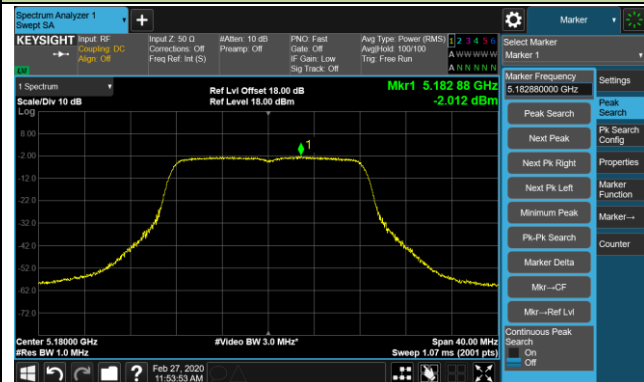 Spectrum Analyzer 1
Swept SA
+
Marker
KEYSIGHT
Input: RF
Coupling: DC
Align: Off
Input Z: 50 Ω
Corrections: Off
Freq Ref: Int (S)
#Atten: 10 dB
Preamp: Off
PNO: Fast
Gate: Off
IF Gain: Low
Sig Track: Off
Avg Type: Power (RMS)
Avg|Hold: 100/100
Trig: Free Run
1 2 3 4 5 6
A W W W W W
A N N N N N
LXI
Select Marker
Marker 1
1 Spectrum
Scale/Div 10 dB
Log
Ref Lvl Offset 18.00 dB
Ref Level 18.00 dBm
Mkr1 5.182 88 GHz
-2.012 dBm
8.00
-2.00
-12.0
-22.0
-32.0
-42.0
-52.0
-62.0
-72.0
1
Center 5.18000 GHz
#Res BW 1.0 MHz
#Video BW 3.0 MHz*
Span 40.00 MHz
Sweep 1.07 ms (2001 pts)
Marker Frequency
5.182880000 GHz
Peak Search
Next Peak
Next Pk Right
Next Pk Left
Minimum Peak
Pk-Pk Search
Marker Delta
Mkr→CF
Mkr→Ref Lvl
Continuous Peak
Search
On
Off
Settings
Peak
Search
Pk Search
Config
Properties
Marker
Function
Marker→
Counter
?
Feb 27, 2020
11:53:53 AM